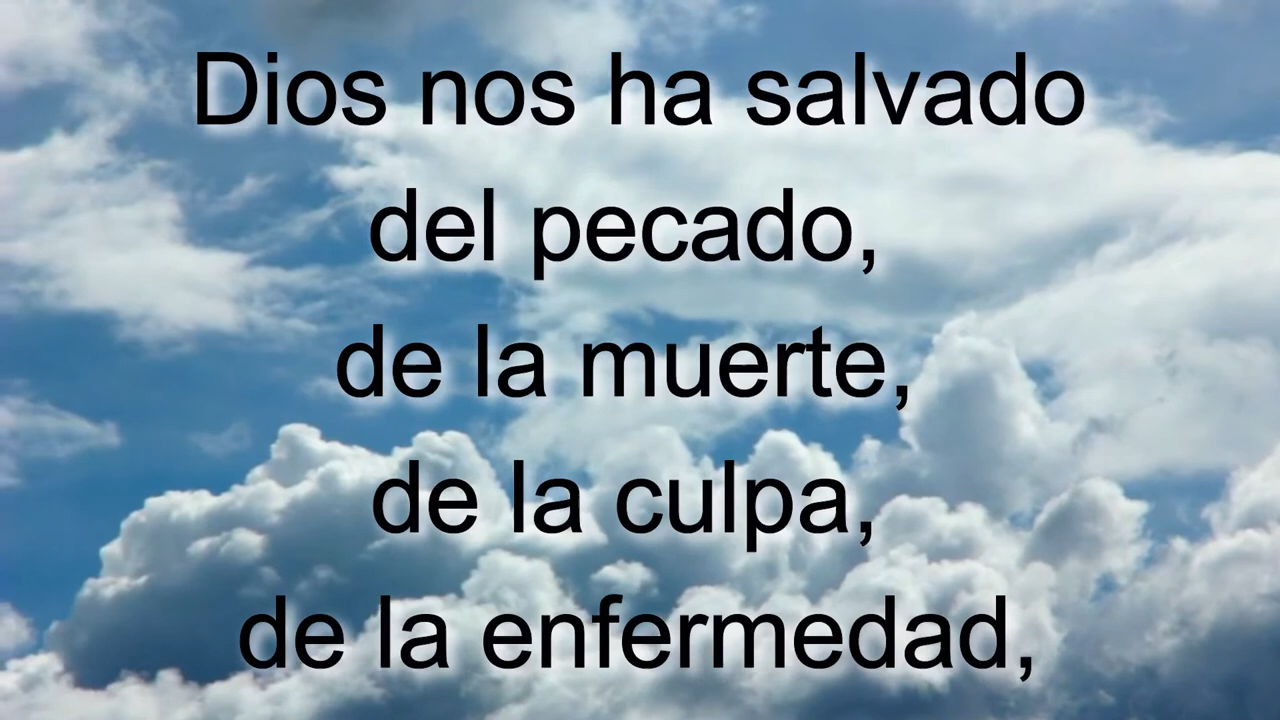 Dios nos ha salvado
del pecado,
de la muerte,
de la culpa,
de la enfermedad,